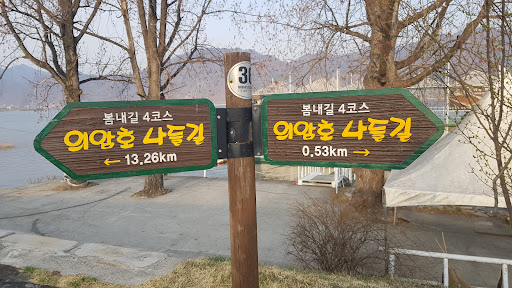 30
봄내길 4코스
의암호 나들길
← 13.26km
봄내길 4코스
의암호 나들길
0.53km →